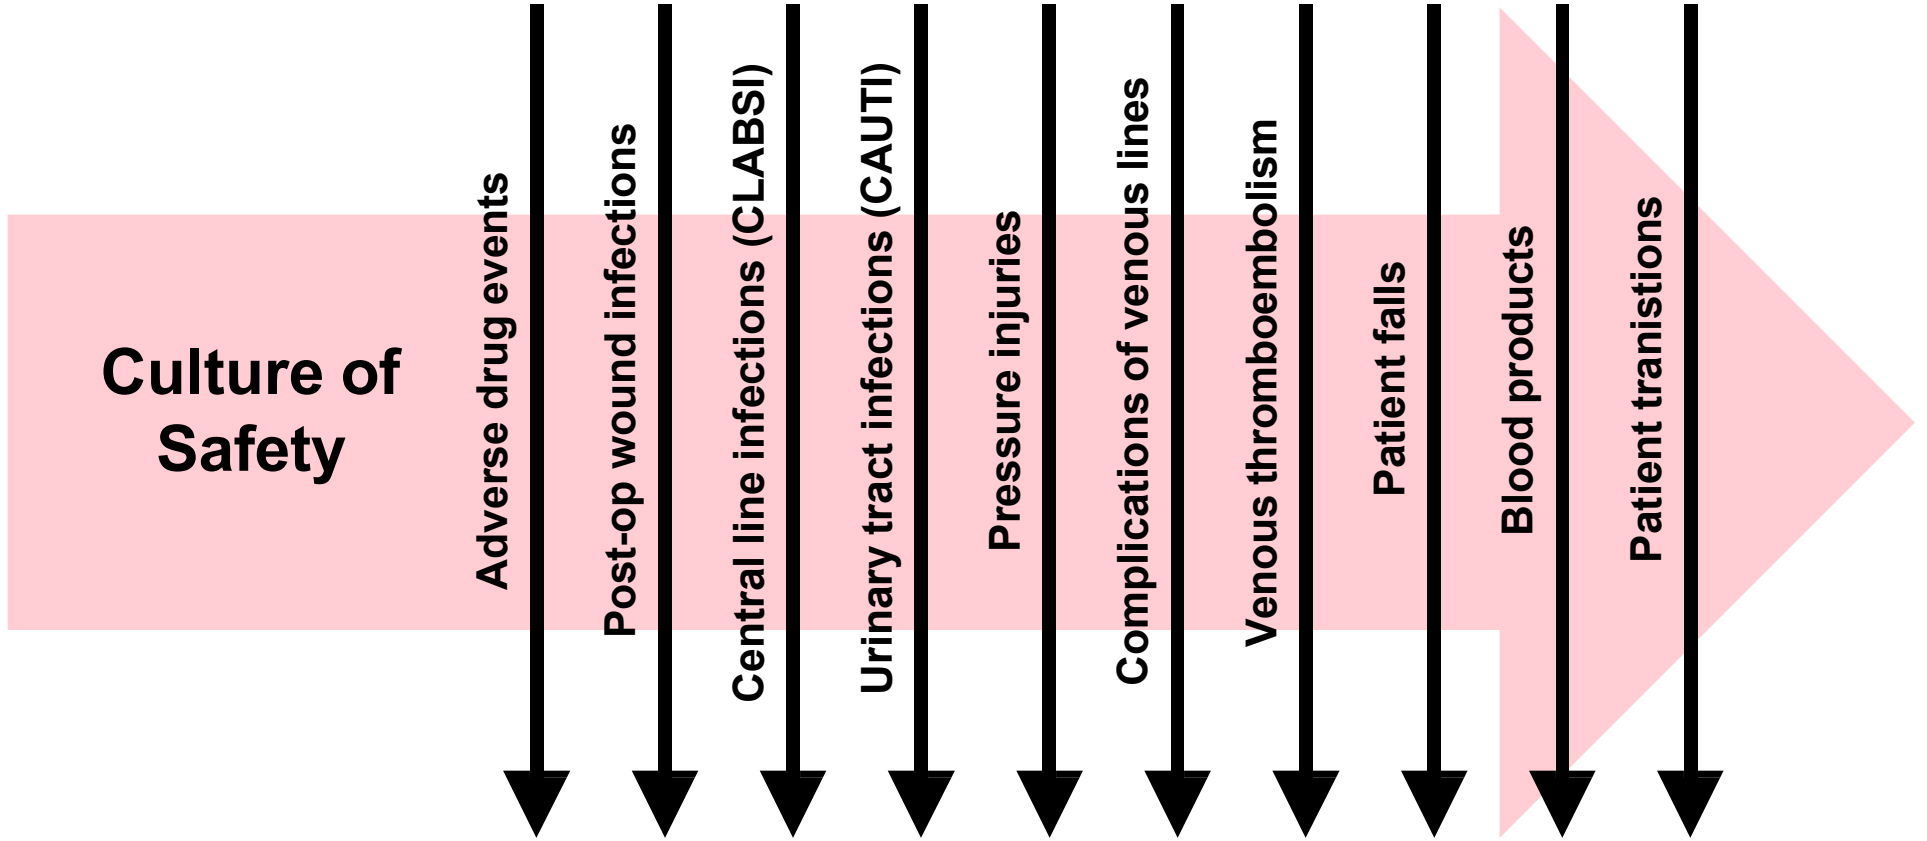 Culture of
Safety
Adverse drug events
Post-op wound infections
Central line infections (CLABSI)
Urinary tract infections (CAUTI)
Pressure injuries
Complications of venous lines
Venous thromboembolism
Patient falls
Blood products
Patient tranistions